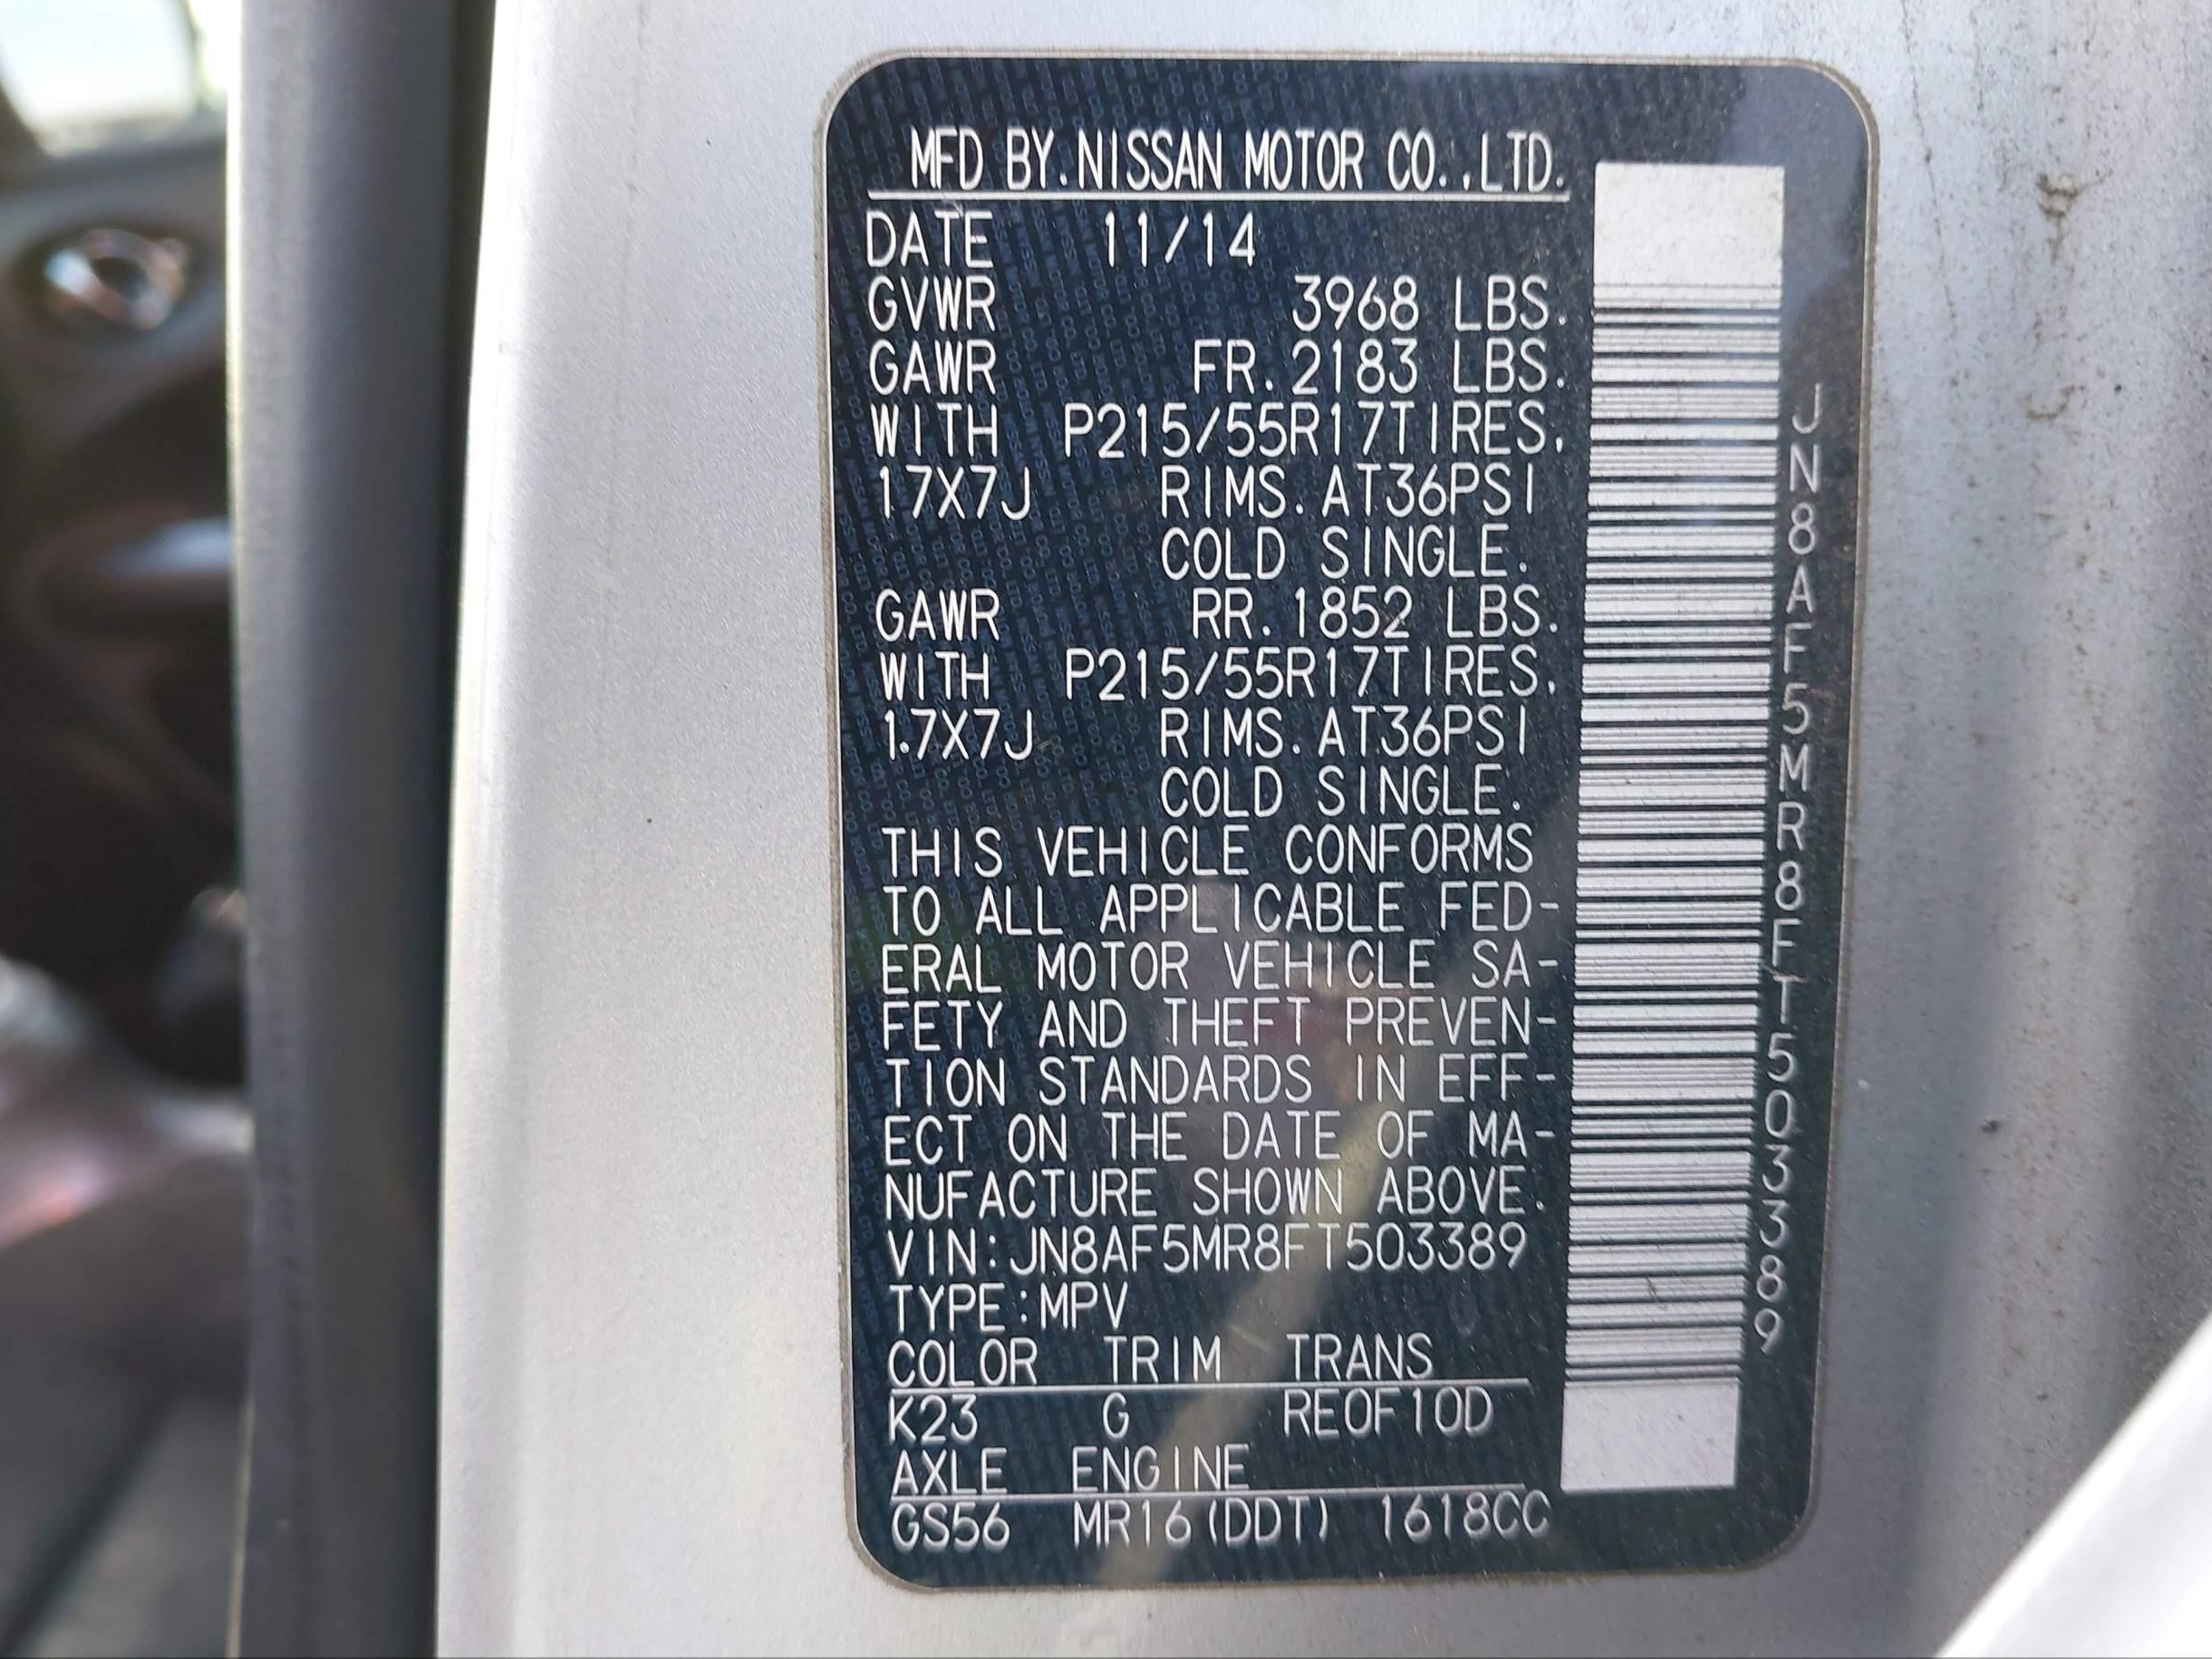 MFD BY.NISSAN MOTOR CO.,LTD.
DATE 11/14
GVWR 3968 LBS.
GAWR FR.2183 LBS.
WITH P215/55R17TIRES.
17X7J RIMS.AT36PSI
COLD SINGLE.
GAWR RR.1852 LBS.
WITH P215/55R17TIRES.
17X7J RIMS.AT36PSI
COLD SINGLE.
THIS VEHICLE CONFORMS
TO ALL APPLICABLE FED-
ERAL MOTOR VEHICLE SA-
FETY AND THEFT PREVEN-
TION STANDARDS IN EFF-
ECT ON THE DATE OF MA-
NUFACTURE SHOWN ABOVE.
VIN:JN8AF5MR8FT503389
TYPE:MPV
COLOR TRIM TRANS
K23 G RE0F10D
AXLE ENGINE
GS56 MR16(DDT) 1618CC
JN8AF5MR8FT503389